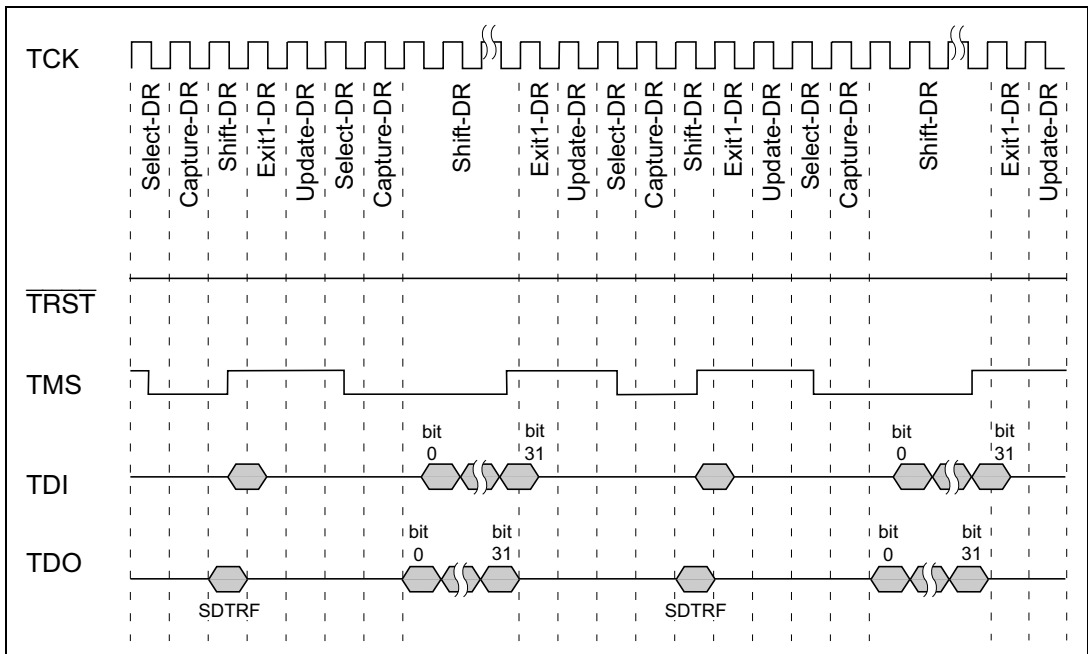 TCK
Select-DR
Capture-DR
Shift-DR
Exit1-DR
Update-DR
Select-DR
Capture-DR
Shift-DR
Exit1-DR
Update-DR
Select-DR
Capture-DR
Shift-DR
Exit1-DR
Update-DR
Select-DR
Capture-DR
Shift-DR
Exit1-DR
Update-DR
TRST
TMS
TDI
bit
0
bit
31
bit
0
bit
31
TDO
SDTRF
bit
0
bit
31
SDTRF
bit
0
bit
31